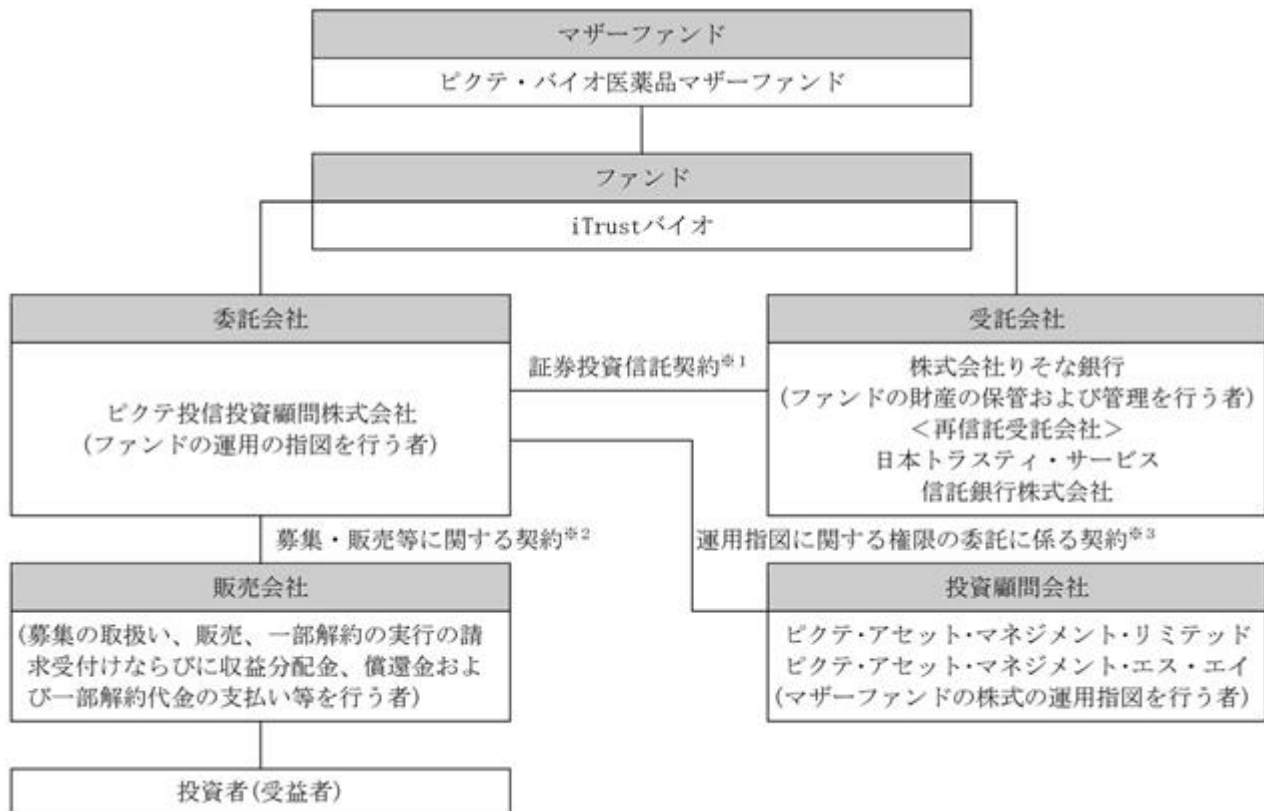 マザーファンド
ピクテ・バイオ医薬品マザーファンド
ファンド
iTrustバイオ
委託会社
ピクテ投信投資顧問株式会社
(ファンドの運用の指図を行う者)
証券投資信託契約※1
受託会社
株式会社りそな銀行
(ファンドの財産の保管および管理を行う者)
＜再信託受託会社＞
日本トラスティ・サービス
信託銀行株式会社
募集・販売等に関する契約※2
運用指図に関する権限の委託に係る契約※3
販売会社
(募集の取扱い、販売、一部解約の実行の請
求受付けならびに収益分配金、償還金およ
び一部解約代金の支払い等を行う者)
投資顧問会社
ピクテ・アセット・マネジメント・リミテッド
ピクテ・アセット・マネジメント・エス・エイ
(マザーファンドの株式の運用指図を行う者)
投資者(受益者)